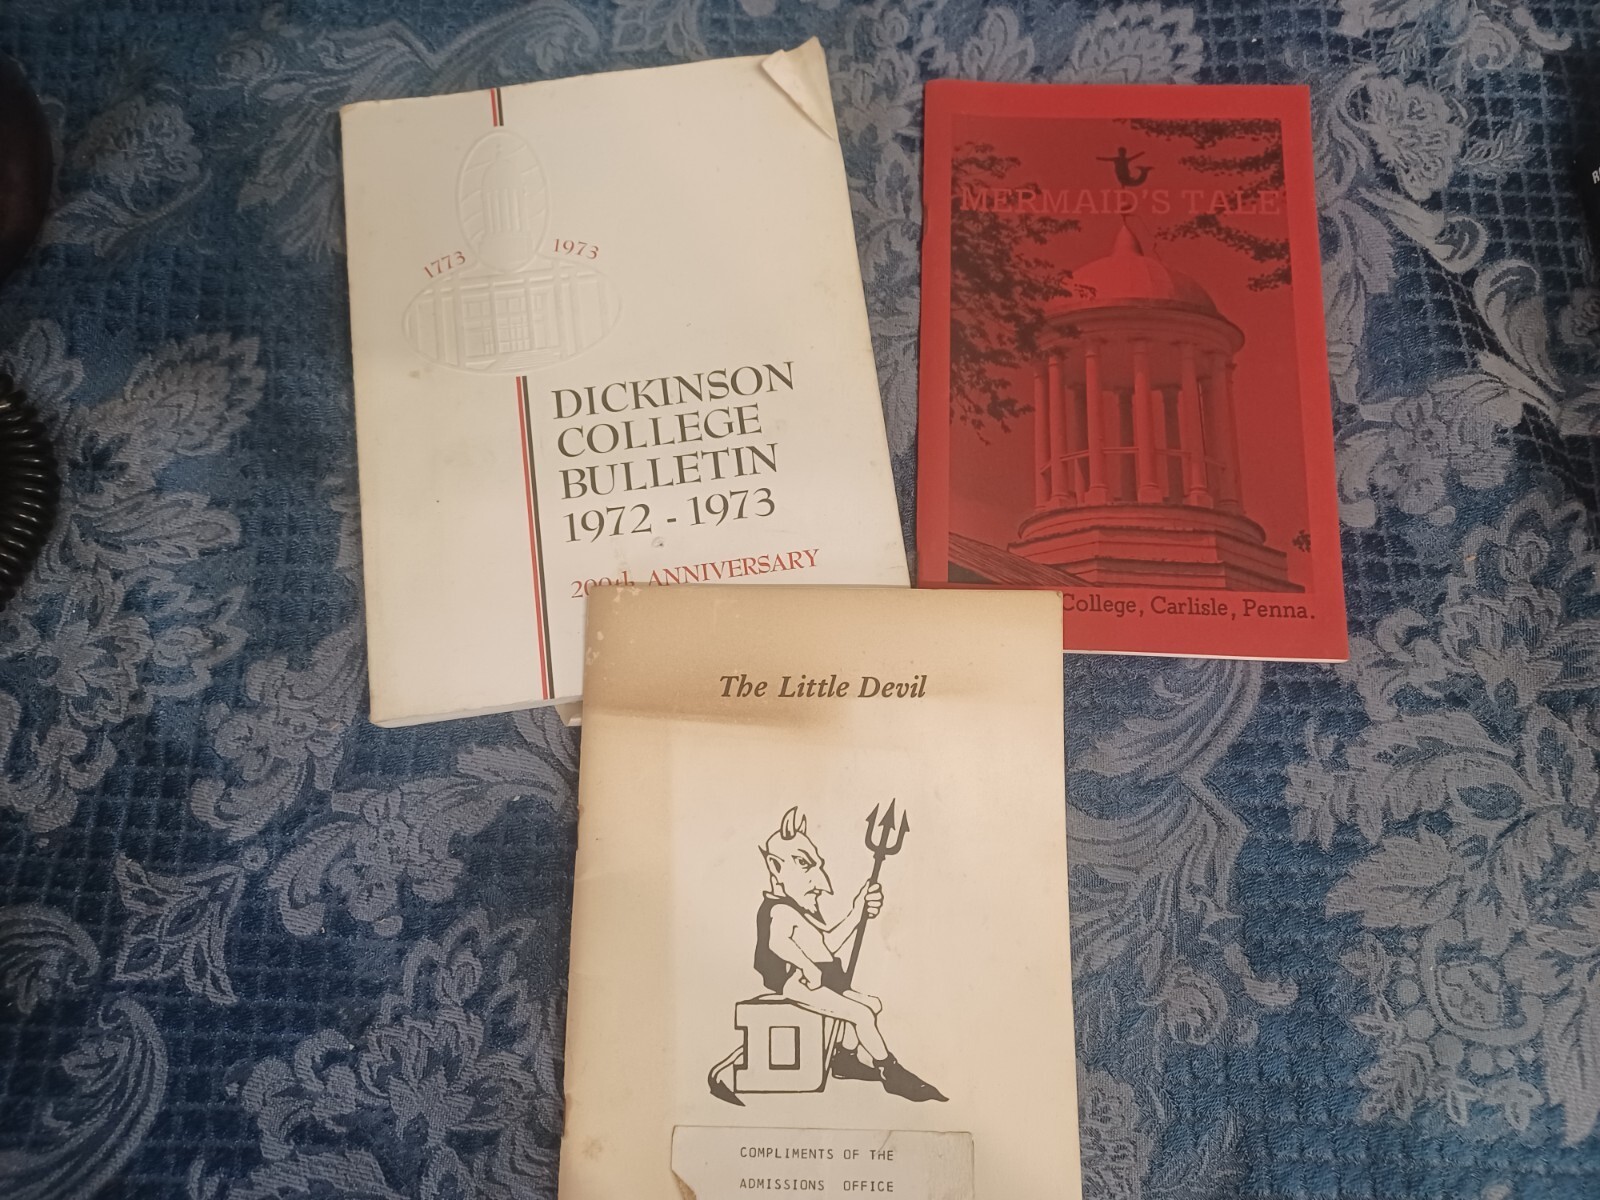 1773 1973
DICKINSON
COLLEGE
BULLETIN
1972 - 1973
200th ANNIVERSARY
MERMAID'S TALE
College, Carlisle, Penna.
The Little Devil
D
COMPLIMENTS OF THE
ADMISSIONS OFFICE